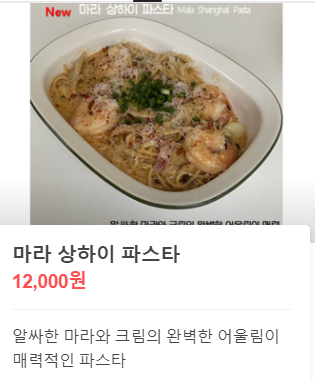 New 마라 상하이 파스타 Mala Shanghai Pasta
알싸한 마라와 크림의 완벽한 어울림이 매력
마라 상하이 파스타
12,000원
알싸한 마라와 크림의 완벽한 어울림이
매력적인 파스타